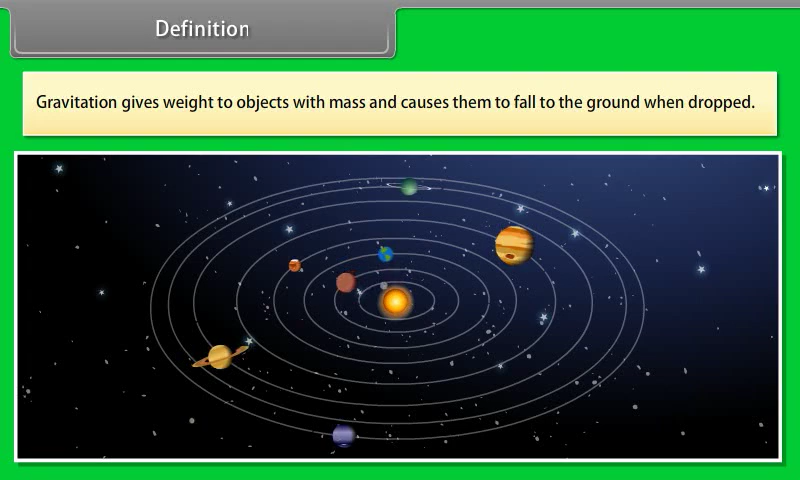 Definition
Gravitation gives weight to objects with mass and causes them to fall to the ground when dropped.